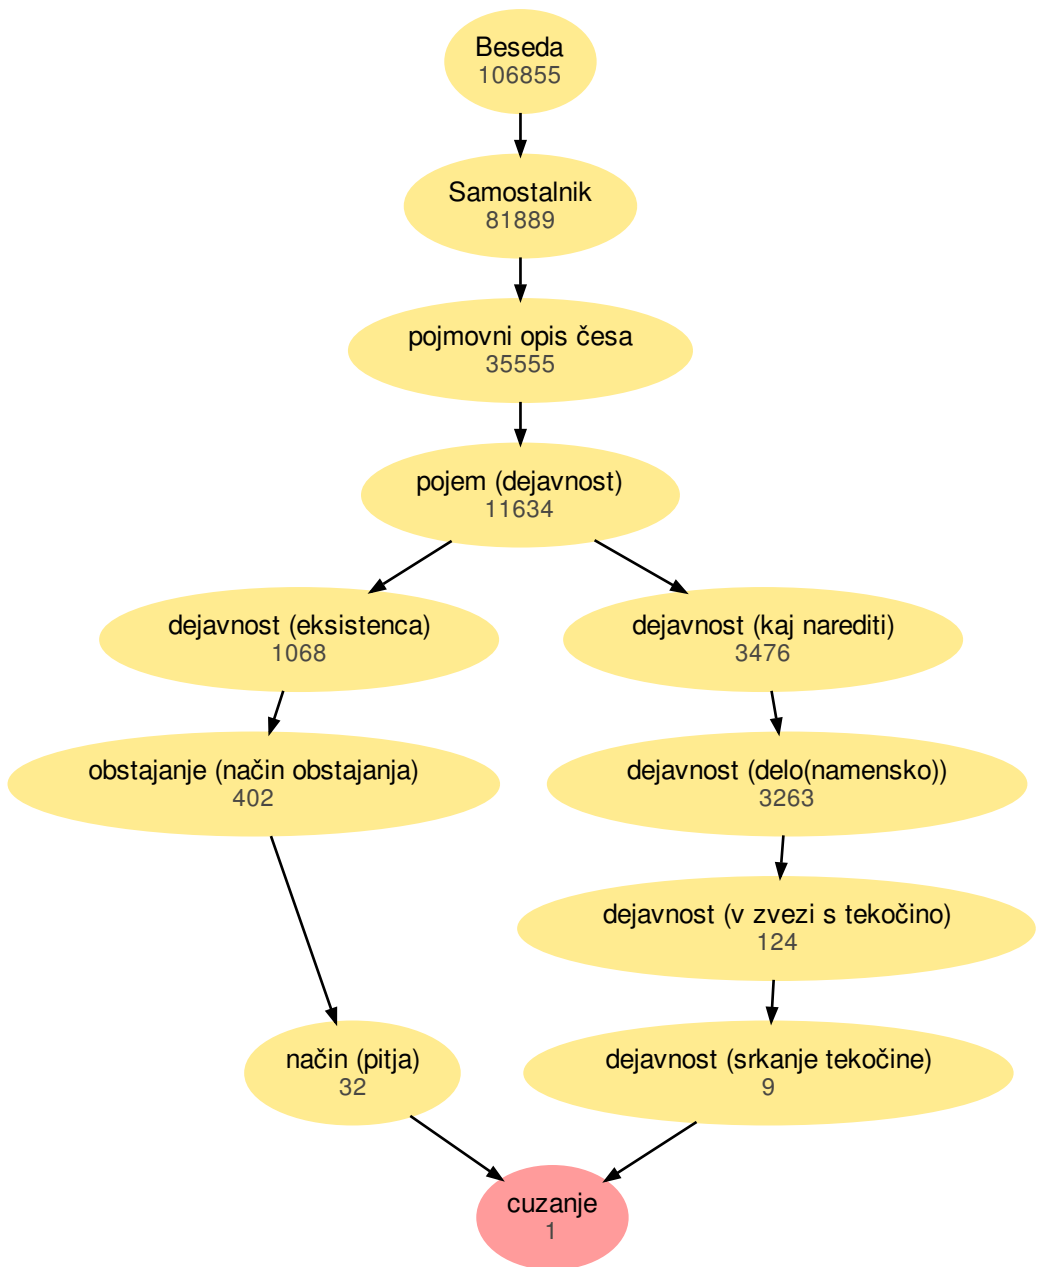 Beseda
106855
Samostalnik
81889
pojmovni opis česa
35555
pojem (dejavnost)
11634
dejavnost (eksistenca)
1068
dejavnost (kaj narediti)
3476
obstajanje (način obstajanja)
402
dejavnost (delo(namensko))
3263
dejavnost (v zvezi s tekočino)
124
način (pitja)
32
dejavnost (srkanje tekočine)
9
cuzanje
1